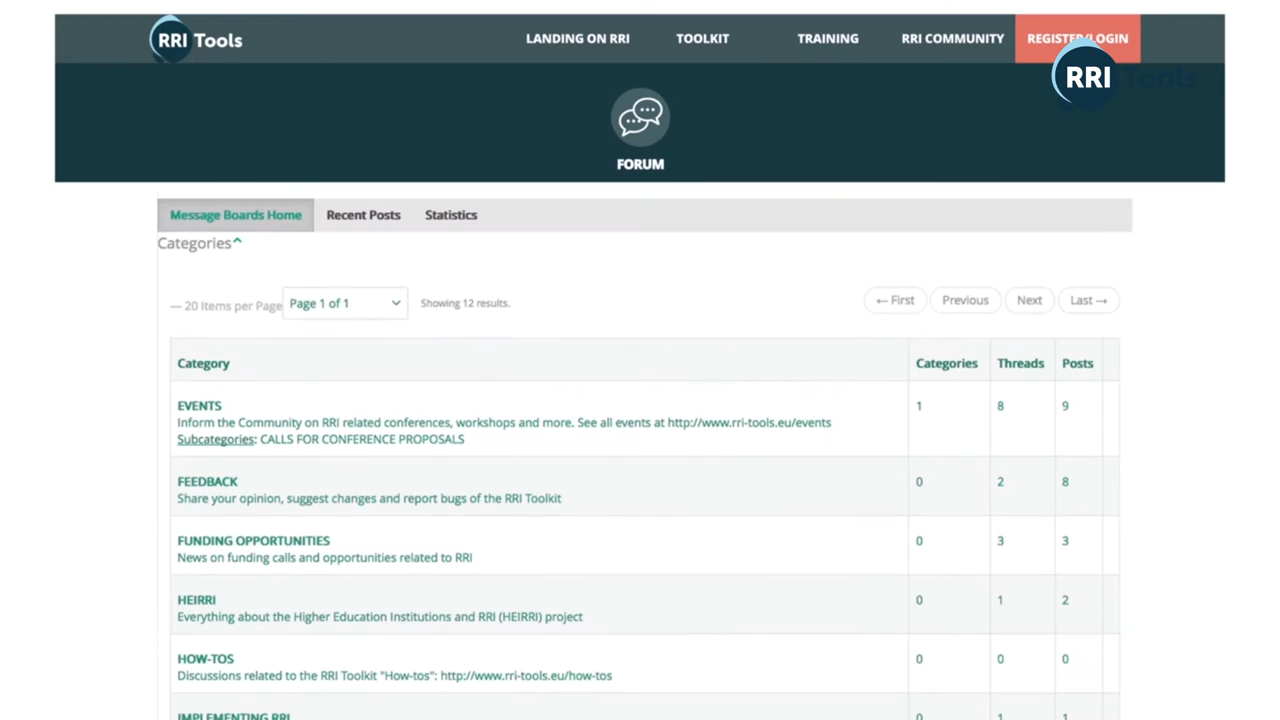 RRI Tools
LANDING ON RRI TOOLKIT TRAINING RRI COMMUNITY REGISTER/LOGIN
RRI Tools
FORUM
Message Boards Home Recent Posts Statistics
Categories^
— 20 Items per Page Page 1 of 1 Showing 12 results. ← First Previous Next Last →
Category Categories Threads Posts
EVENTS 1 8 9
Inform the Community on RRI related conferences, workshops and more. See all events at http://www.rri-tools.eu/events
Subcategories: CALLS FOR CONFERENCE PROPOSALS
FEEDBACK 0 2 8
Share your opinion, suggest changes and report bugs of the RRI Toolkit
FUNDING OPPORTUNITIES 0 3 3
News on funding calls and opportunities related to RRI
HEIRRI 0 1 2
Everything about the Higher Education Institutions and RRI (HEIRRI) project
HOW-TOS 0 0 0
Discussions related to the RRI Toolkit "How-tos": http://www.rri-tools.eu/how-tos
IMPLEMENTING RRI 0 1 1